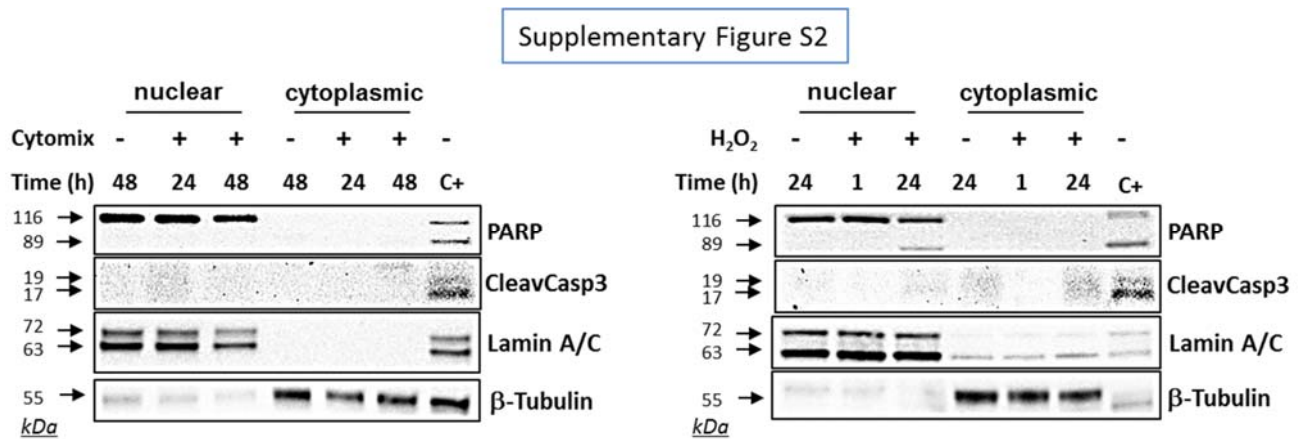 Supplementary Figure S2
nuclear cytoplasmic
Cytomix - + + - + + -
Time (h) 48 24 48 48 24 48 C+
116 PARP
89
19 CleavCasp3
17
72 Lamin A/C
63
55 β-Tubulin
kDa
nuclear cytoplasmic
H₂O₂ - + + - + + -
Time (h) 24 1 24 24 1 24 C+
116 PARP
89
19 CleavCasp3
17
72 Lamin A/C
63
55 β-Tubulin
kDa